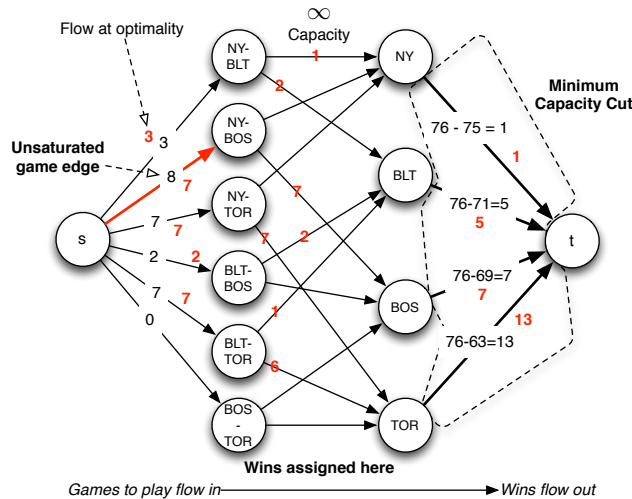 Flow at optimality
∞
Capacity
NY-
BLT
1
NY
Minimum
Capacity Cut
2
3
3
NY-
BOS
76 - 75 = 1
Unsaturated
game edge
8
7
1
BLT
7
NY-
TOR
7
76-71=5
5
7
7
s
2
t
2
2
BLT-
BOS
76-69=7
7
7
7
BOS
1
13
0
BLT-
TOR
76-63=13
6
BOS
-
TOR
TOR
Wins assigned here
Games to play flow in
Wins flow out